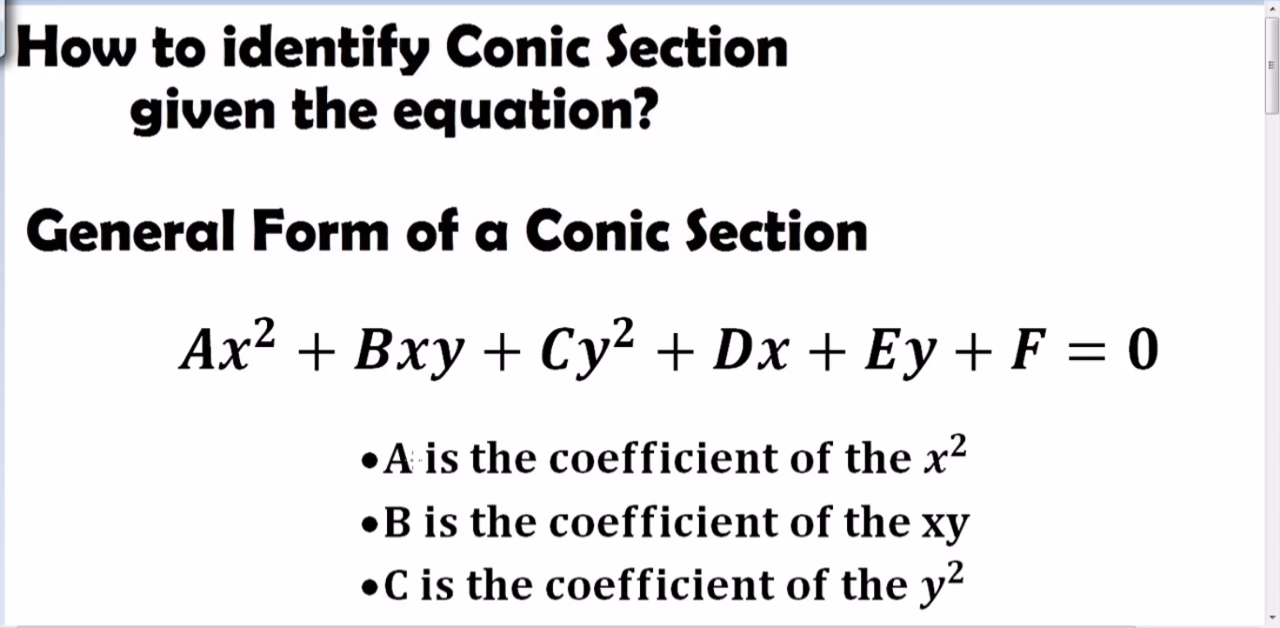 How to identify Conic Section
given the equation?
General Form of a Conic Section
Ax² + Bxy + Cy² + Dx + Ey + F = 0
•A is the coefficient of the x²
•B is the coefficient of the xy
•C is the coefficient of the y²